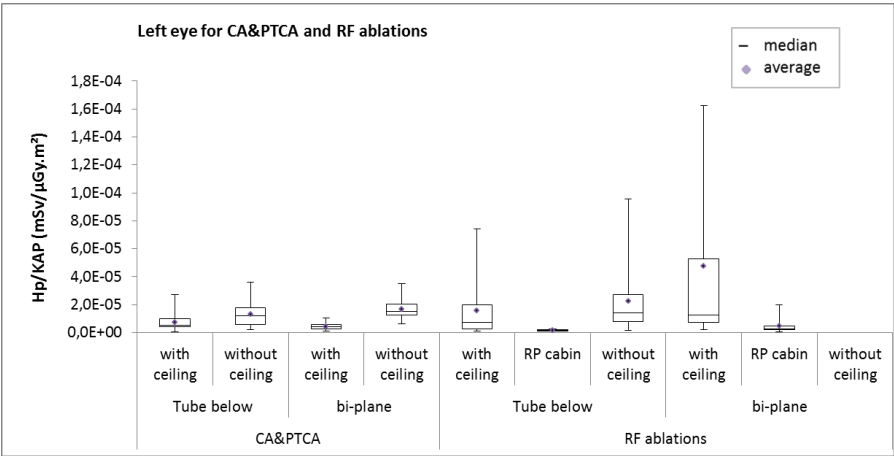 Left eye for CA&PTCA and RF ablations
– median
◆ average
Hp/KAP (mSv/µGy.m²)
1,8E-04
1,6E-04
1,4E-04
1,2E-04
1,0E-04
8,0E-05
6,0E-05
4,0E-05
2,0E-05
0,0E+00
with ceiling
without ceiling
with ceiling
without ceiling
with ceiling
RP cabin
without ceiling
with ceiling
RP cabin
without ceiling
Tube below
bi-plane
Tube below
bi-plane
CA&PTCA
RF ablations